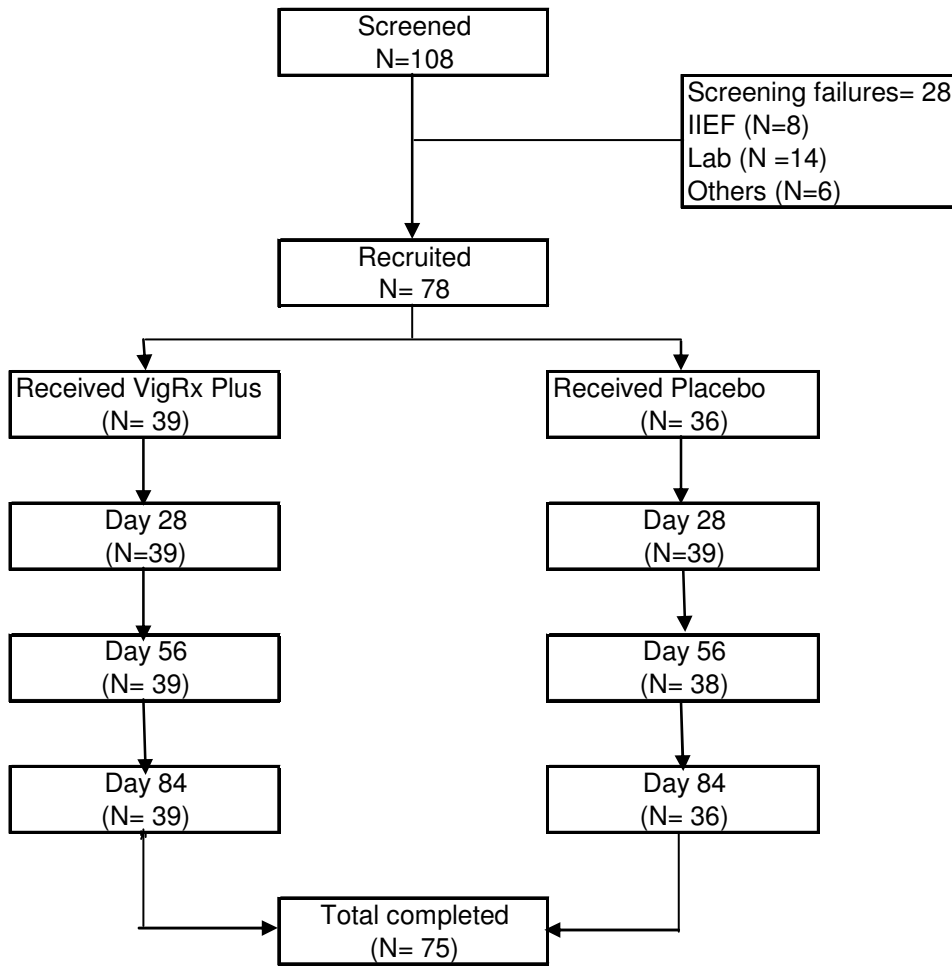 Screened
N=108
Screening failures= 28
IIEF (N=8)
Lab (N =14)
Others (N=6)
Recruited
N= 78
Received VigRx Plus
(N= 39)
Received Placebo
(N= 36)
Day 28
(N=39)
Day 28
(N=39)
Day 56
(N= 39)
Day 56
(N= 38)
Day 84
(N= 39)
Day 84
(N= 36)
Total completed
(N= 75)